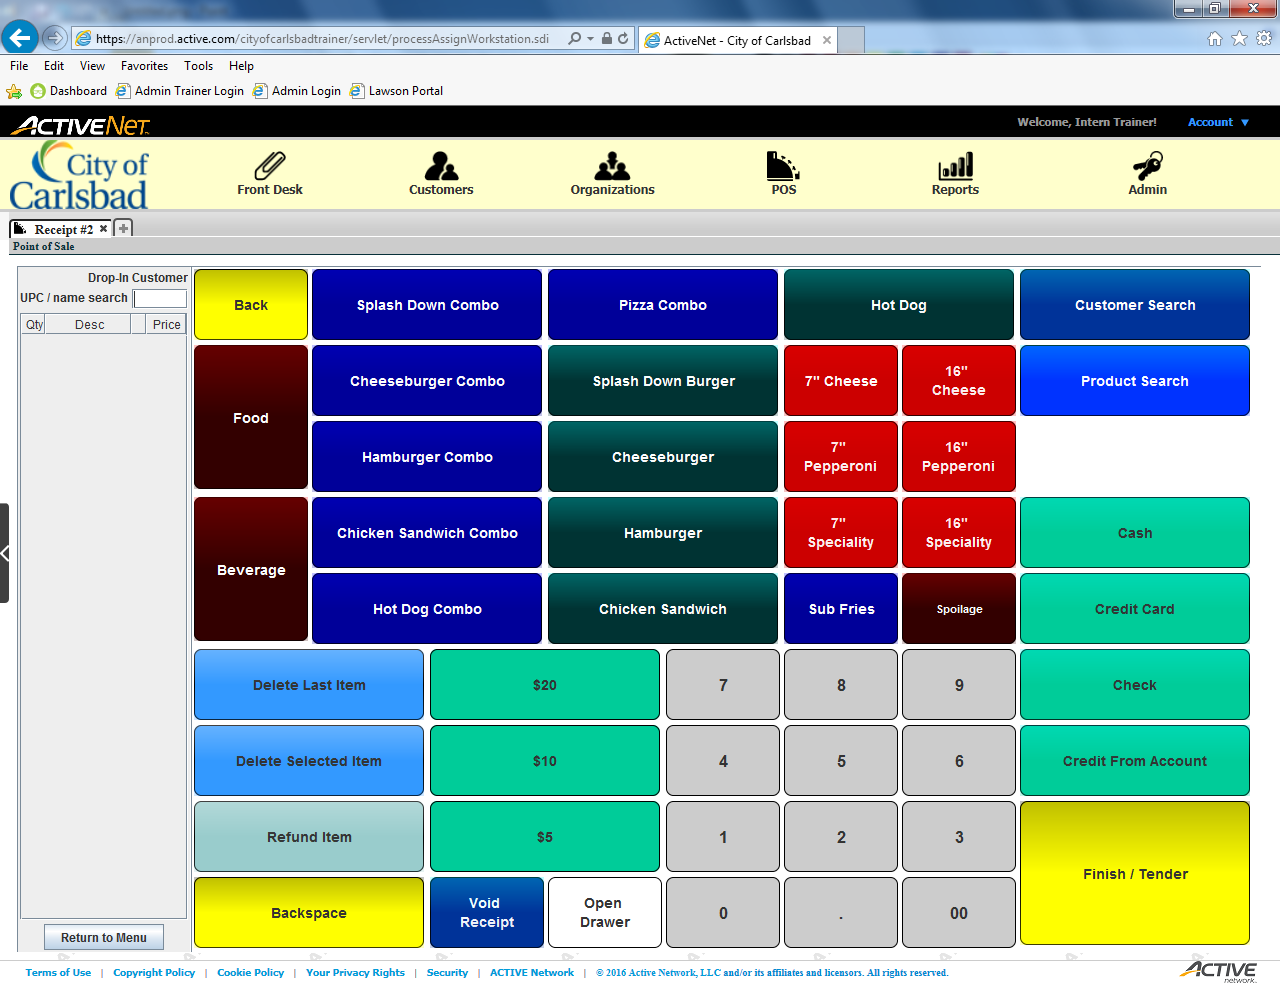 https://anprod.active.com/cityofcarlsbadtrainer/servlet/processAssignWorkstation.sdi
ActiveNet - City of Carlsbad
File Edit View Favorites Tools Help
Dashboard Admin Trainer Login Admin Login Lawson Portal
ACTIVENET
Welcome, Intern Trainer! Account
City of
Carlsbad
Front Desk Customers Organizations POS Reports Admin
Receipt #2
Point of Sale
Drop-In Customer
UPC / name search
Qty Desc Price
Back Splash Down Combo Pizza Combo Hot Dog Customer Search
Food
Cheeseburger Combo Splash Down Burger 7" Cheese 16" Cheese Product Search
Hamburger Combo Cheeseburger 7" Pepperoni 16" Pepperoni
Beverage
Chicken Sandwich Combo Hamburger 7" Speciality 16" Speciality Cash
Hot Dog Combo Chicken Sandwich Sub Fries Spoilage Credit Card
Delete Last Item $20 7 8 9 Check
Delete Selected Item $10 4 5 6 Credit From Account
Refund Item $5 1 2 3 Finish / Tender
Backspace Void Receipt Open Drawer 0 . 00
Return to Menu
Terms of Use | Copyright Policy | Cookie Policy | Your Privacy Rights | Security | ACTIVE Network | © 2016 Active Network, LLC and/or its affiliates and licensors. All rights reserved.
ACTIVE
network.